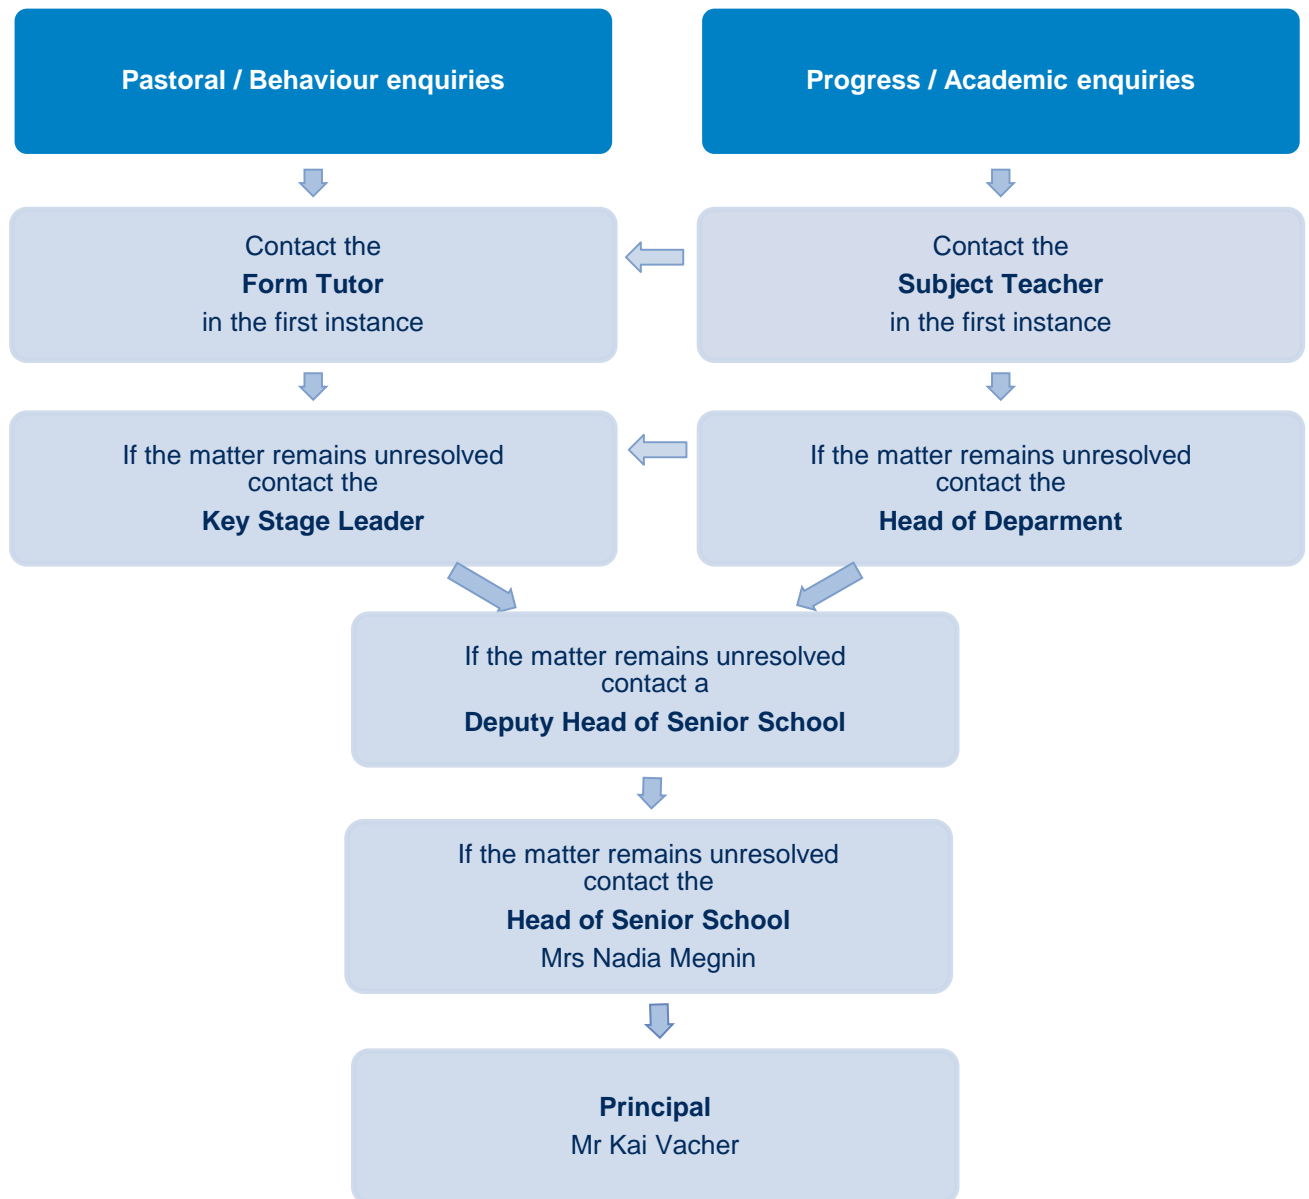 Pastoral / Behaviour enquiries
Progress / Academic enquiries
Contact the
Form Tutor
in the first instance
Contact the
Subject Teacher
in the first instance
If the matter remains unresolved
contact the
Key Stage Leader
If the matter remains unresolved
contact the
Head of Deparment
If the matter remains unresolved
contact a
Deputy Head of Senior School
If the matter remains unresolved
contact the
Head of Senior School
Mrs Nadia Megnin
Principal
Mr Kai Vacher